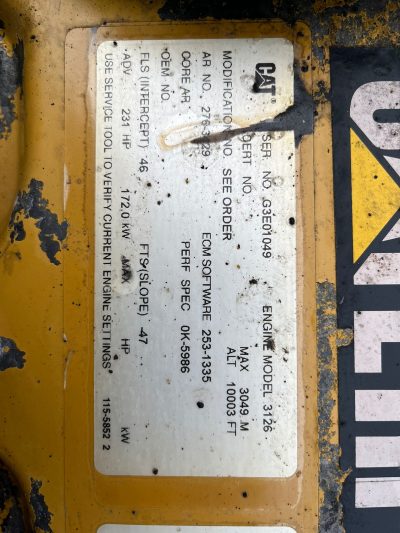 CAT
SER. NO. G3E01049 ENGINE MODEL 3126
CERT NO. MAX 3049 M
MODIFICATION NO. SEE ORDER ALT 10003 FT
AR NO. ECM SOFTWARE 253-1335
CORE AR. PERF SPEC 0K-5986
OEM NO.
FLS (INTERCEPT) 46 FTS/(SLOPE) -47
ADV. 231 HP 172.0 kW MAX HP kW
USE SERVICE TOOL TO VERIFY CURRENT ENGINE SETTINGS 115-5852 2